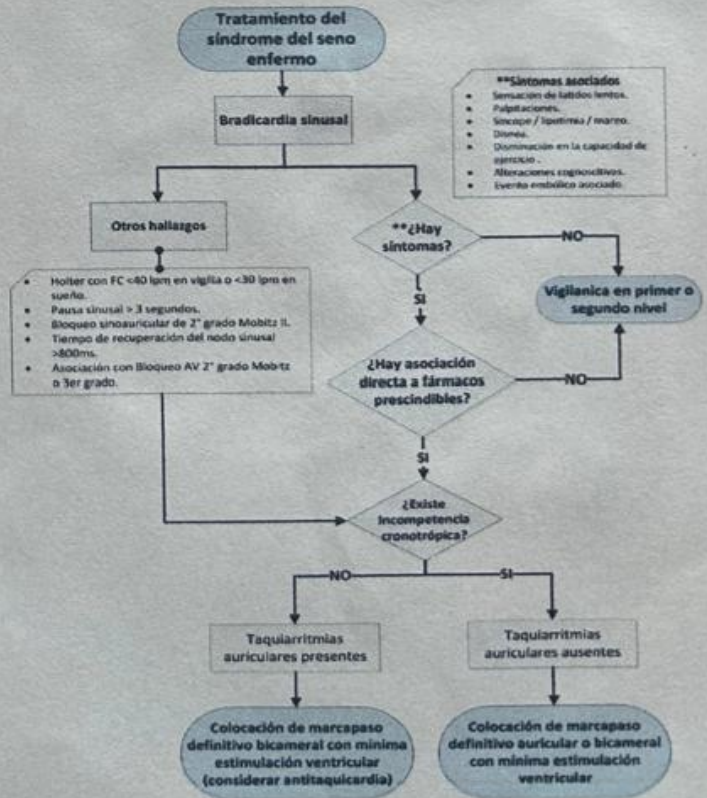 Tratamiento del
síndrome del seno
enfermo
Bradicardia sinusal
**Síntomas asociados
• Sensación de latidos lentos.
• Palpitaciones.
• Síncope / lipotimia / mareo.
• Disnea.
• Disminación en la capacidad de
ejercicio .
• Alteraciones cognoscitivos.
• Evento embólico asociado.
Otros hallazgos
• Holter con FC <40 lpm en vigilia o <30 lpm en
sueño.
• Pausa sinusal > 3 segundos.
• Bloqueo sinoauricular de 2° grado Mobitz II.
• Tiempo de recuperación del nodo sinusal
>800ms.
• Asociación con Bloqueo AV 2° grado Mobitz
o 3er grado.
**¿Hay
síntomas?
NO
SI
Vigilanica en primer o
segundo nivel
¿Hay asociación
directa a fármacos
prescindibles?
NO
SI
¿Existe
Incompetencia
cronotrópica?
NO
SI
Taquiarritmias
auriculares presentes
Taquiarritmias
auriculares ausentes
Colocación de marcapaso
definitivo bicameral con mínima
estimulación ventricular
(considerar antitaquicardia)
Colocación de marcapaso
definitivo auricular o bicameral
con mínima estimulación
ventricular